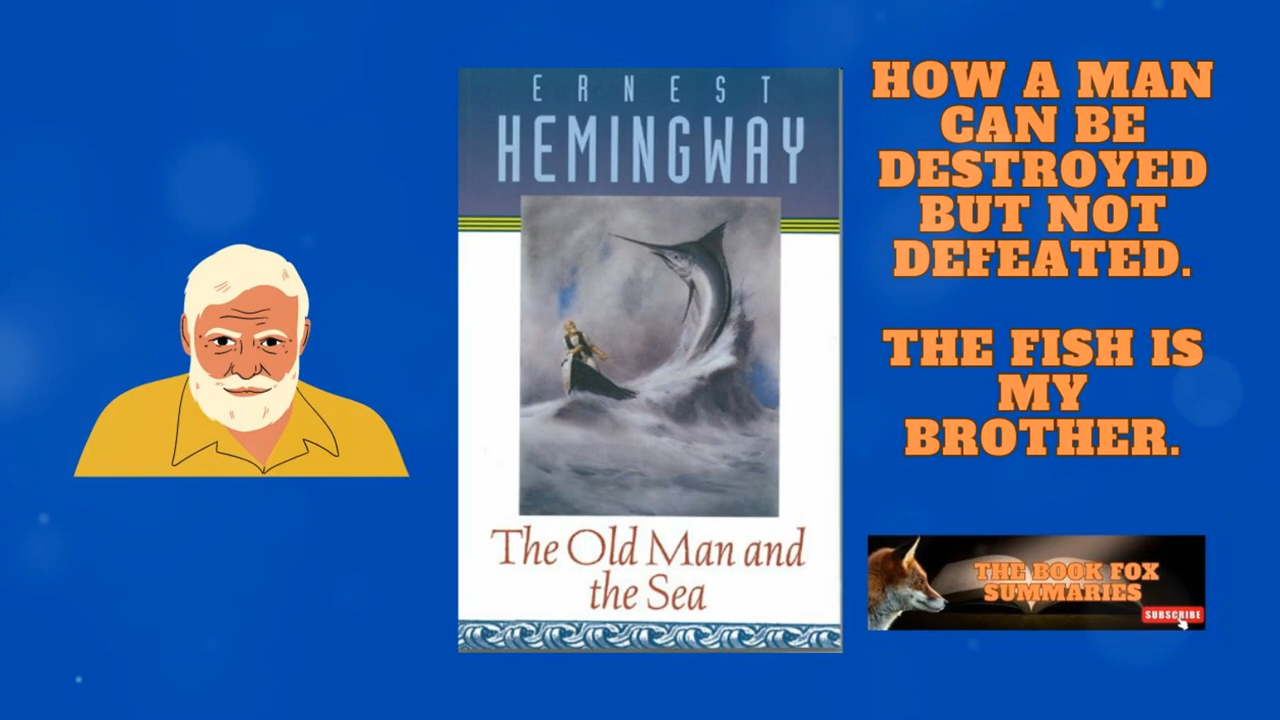 ERNEST
HEMINGWAY
The Old Man and
the Sea
HOW A MAN
CAN BE
DESTROYED
BUT NOT
DEFEATED.
THE FISH IS
MY
BROTHER.
THE BOOK FOX
SUMMARIES
SUBSCRIBE